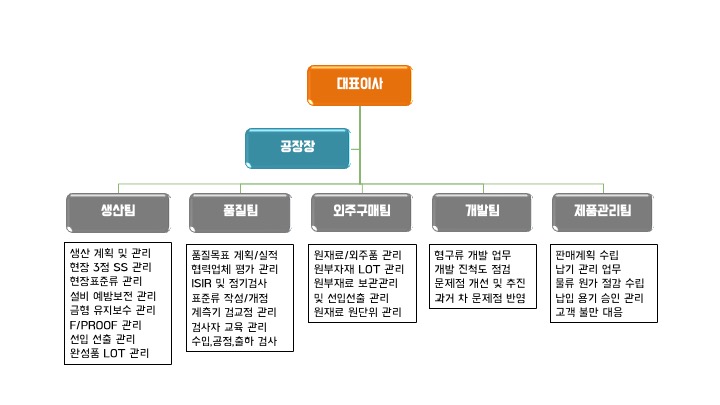 대표이사
공장장
생산팀
품질팀
외주구매팀
개발팀
제품관리팀
생산 계획 및 관리
현장 3정 5S 관리
현장표준류 관리
설비 예방보전 관리
금형 유지보수 관리
F/PROOF 관리
선입 선출 관리
완성품 LOT 관리
품질목표 계획/실적
협력업체 평가 관리
ISIR 및 정기검사
표준류 작성/개정
계측기 검교정 관리
검사자 교육 관리
수입,공정,출하 검사
원재료/외주품 관리
원부자재 LOT 관리
원부재료 보관관리
및 선입선출 관리
원재료 원단위 관리
형구류 개발 업무
개발 진척도 점검
문제점 개선 및 추진
과거 차 문제점 반영
판매계획 수립
납기 관리 업무
물류 원가 절감 수립
납입 용기 승인 관리
고객 불만 대응